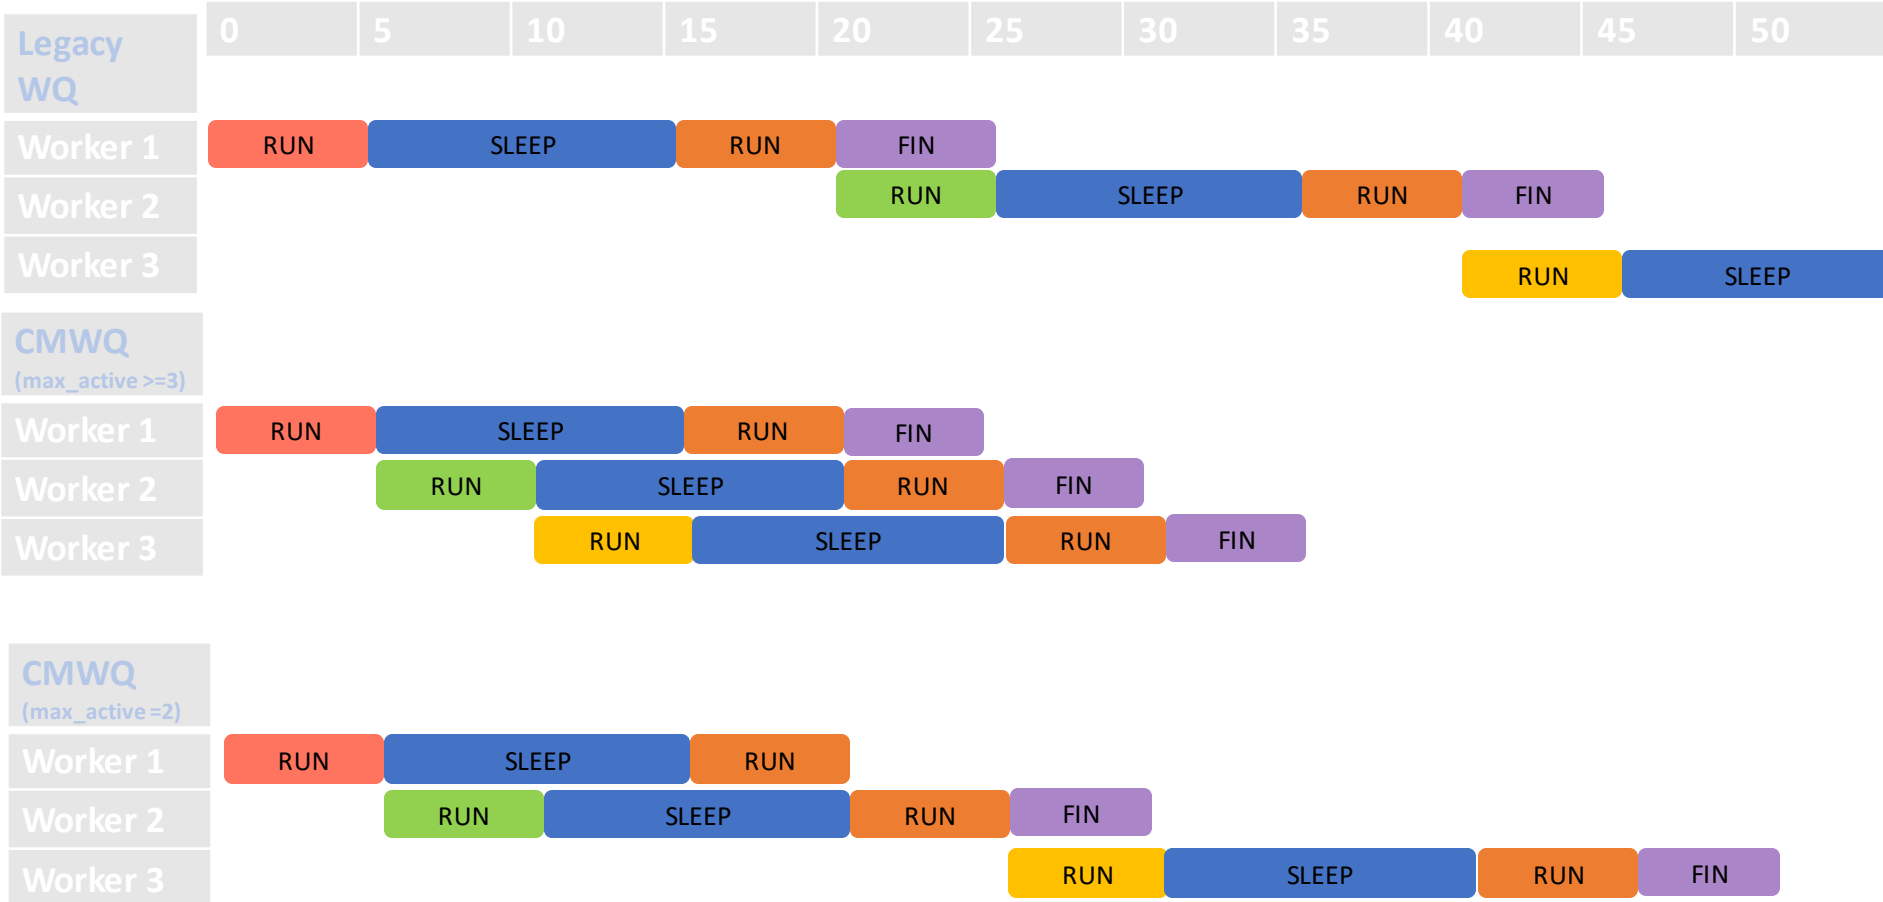 0 5 10 15 20 25 30 35 40 45 50
Legacy
WQ
Worker 1 RUN SLEEP RUN FIN
Worker 2 RUN SLEEP RUN FIN
Worker 3 RUN SLEEP
CMWQ
(max_active >=3)
Worker 1 RUN SLEEP RUN FIN
Worker 2 RUN SLEEP RUN FIN
Worker 3 RUN SLEEP RUN FIN
CMWQ
(max_active =2)
Worker 1 RUN SLEEP RUN
Worker 2 RUN SLEEP RUN FIN
Worker 3 RUN SLEEP RUN FIN